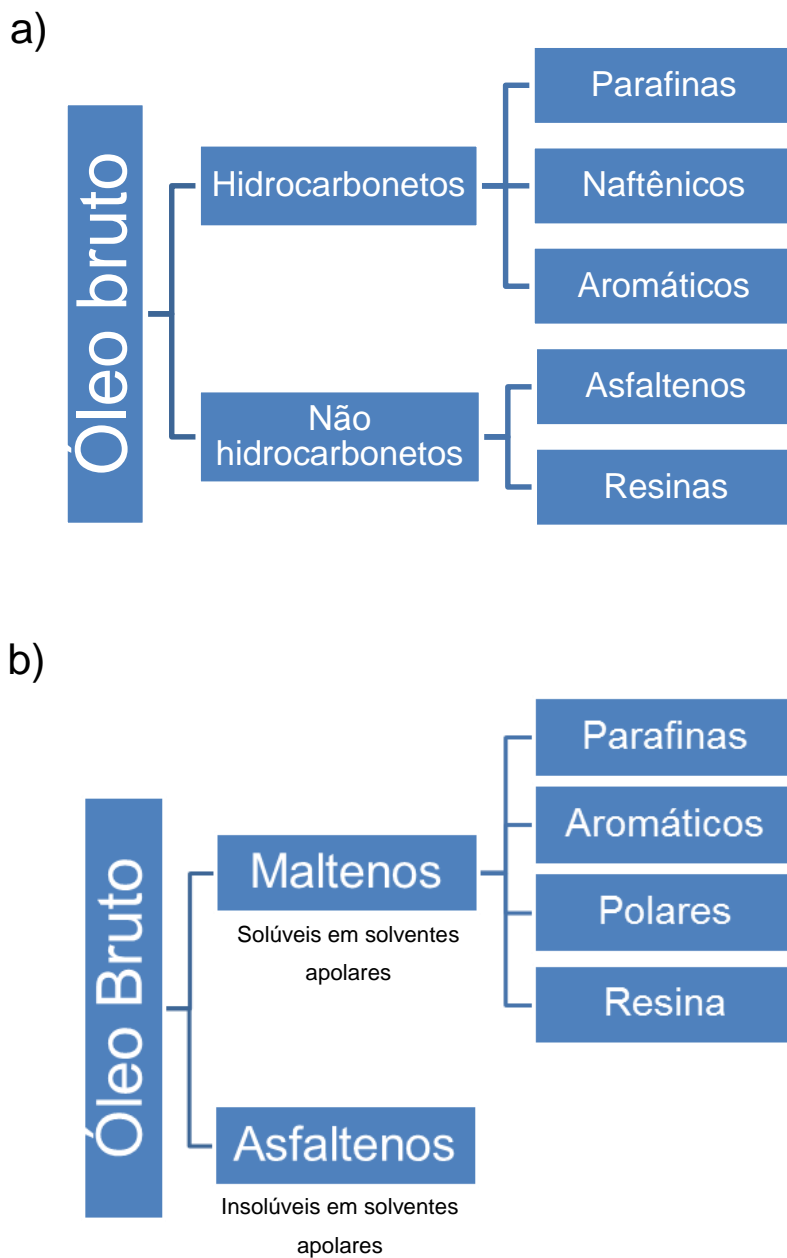 a)
Óleo bruto
Hidrocarbonetos
Parafinas
Naftênicos
Aromáticos
Não
hidrocarbonetos
Asfaltenos
Resinas
b)
Óleo Bruto
Maltenos
Solúveis em solventes
apolares
Parafinas
Aromáticos
Polares
Resina
Asfaltenos
Insolúveis em solventes
apolares